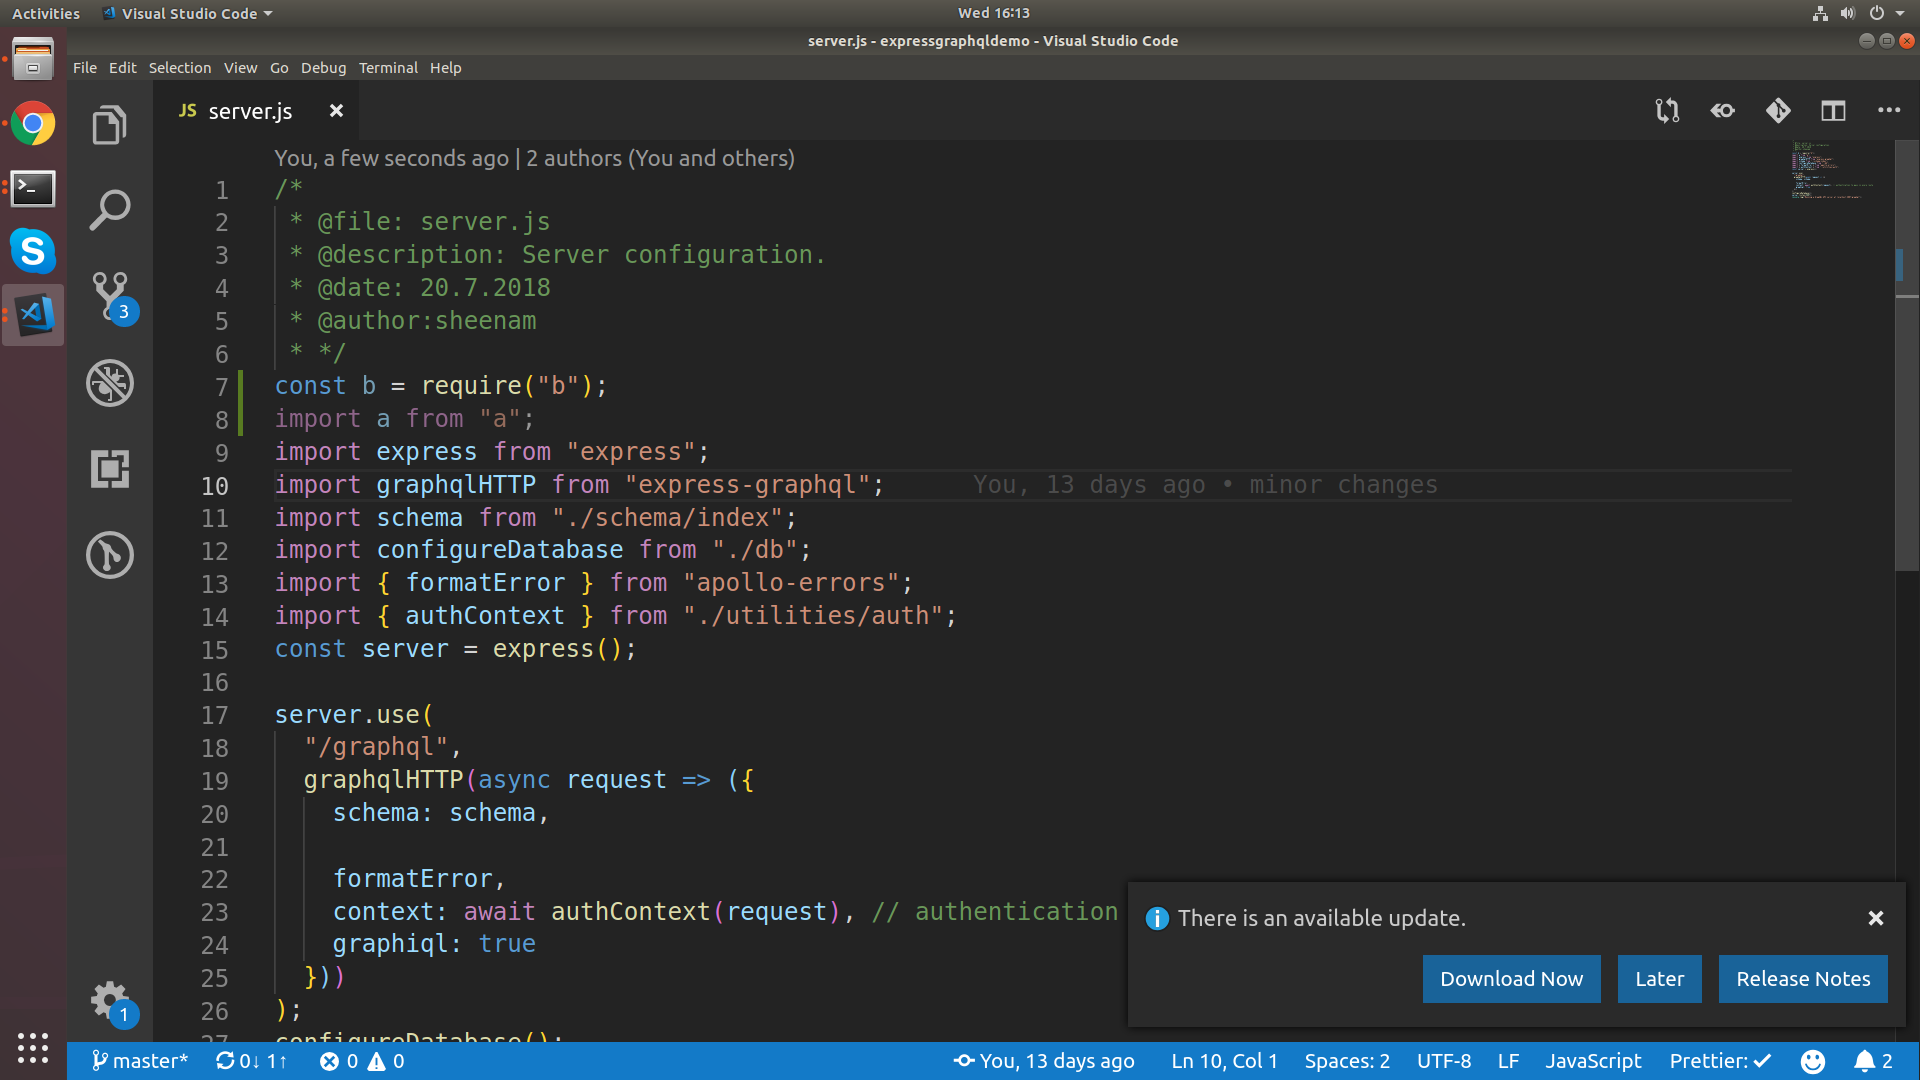 Activities Visual Studio Code Wed 16:13
server.js - expressgraphqldemo - Visual Studio Code
File Edit Selection View Go Debug Terminal Help
JS server.js
You, a few seconds ago | 2 authors (You and others)
1 /*
2 * @file: server.js
3 * @description: Server configuration.
4 * @date: 20.7.2018
5 * @author:sheenam
6 * */
7 const b = require("b");
8 import a from "a";
9 import express from "express";
10 import graphqlHTTP from "express-graphql"; You, 13 days ago • minor changes
11 import schema from "./schema/index";
12 import configureDatabase from "./db";
13 import { formatError } from "apollo-errors";
14 import { authContext } from "./utilities/auth";
15 const server = express();
16
17 server.use(
18 "/graphql",
19 graphqlHTTP(async request => ({
20 schema: schema,
21
22 formatError,
23 context: await authContext(request), // authentication
24 graphiql: true
25 }))
26 );
27 configureDatabase();
3
1
There is an available update.
Download Now Later Release Notes
master* 0↓ 1↑ 0 0 You, 13 days ago Ln 10, Col 1 Spaces: 2 UTF-8 LF JavaScript Prettier: ✓ 2